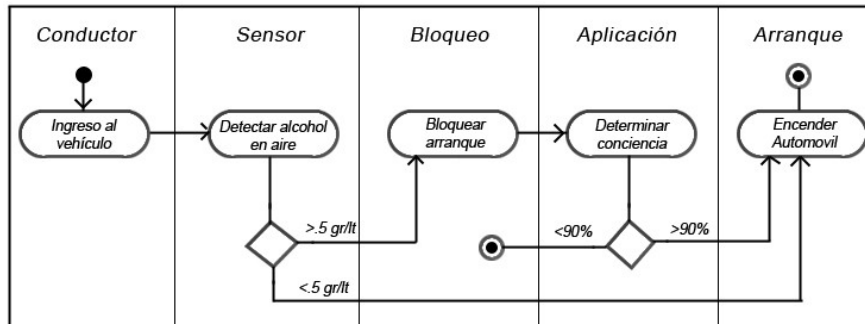 Conductor
Sensor
Bloqueo
Aplicación
Arranque
Ingreso al
vehículo
Detectar alcohol
en aire
Bloquear
arranque
Determinar
conciencia
Encender
Automovil
>.5 gr/lt
<90%
>90%
<.5 gr/lt